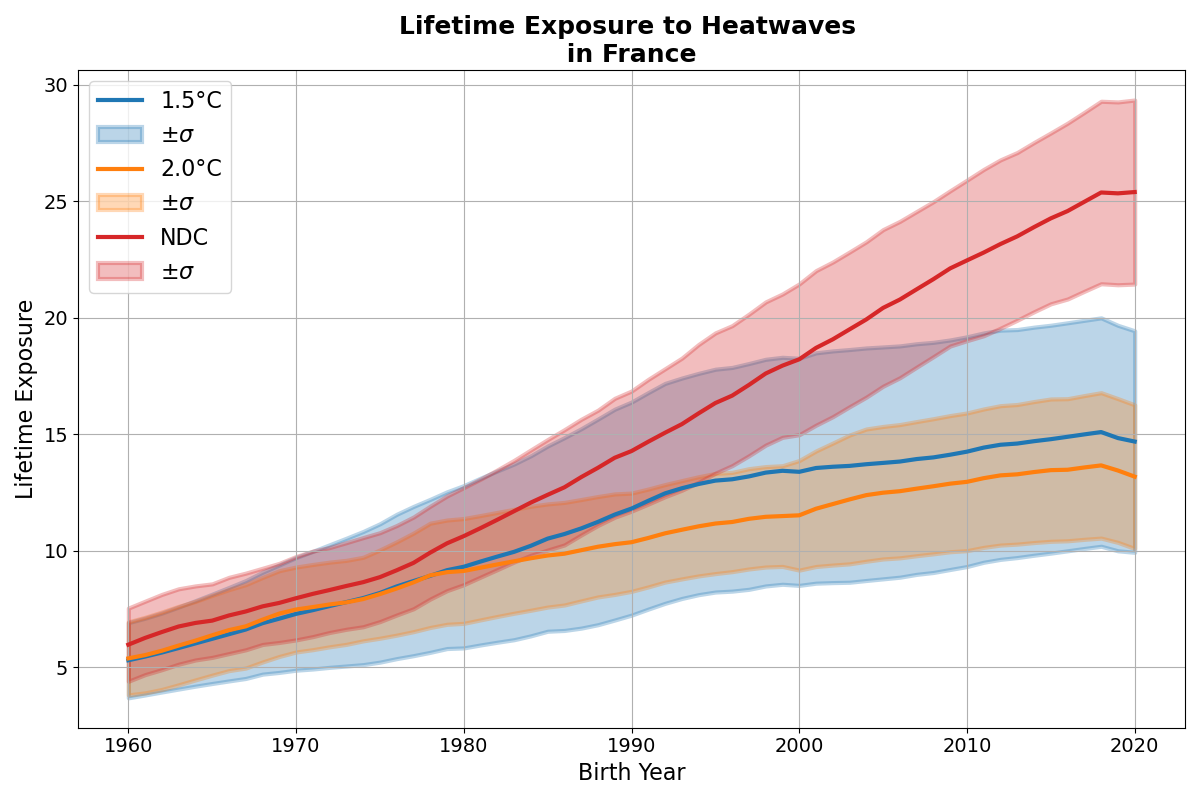 Lifetime Exposure to Heatwaves
in France
1.5°C
±σ
2.0°C
±σ
NDC
±σ
Lifetime Exposure
30
25
20
15
10
5
1960 1970 1980 1990 2000 2010 2020
Birth Year